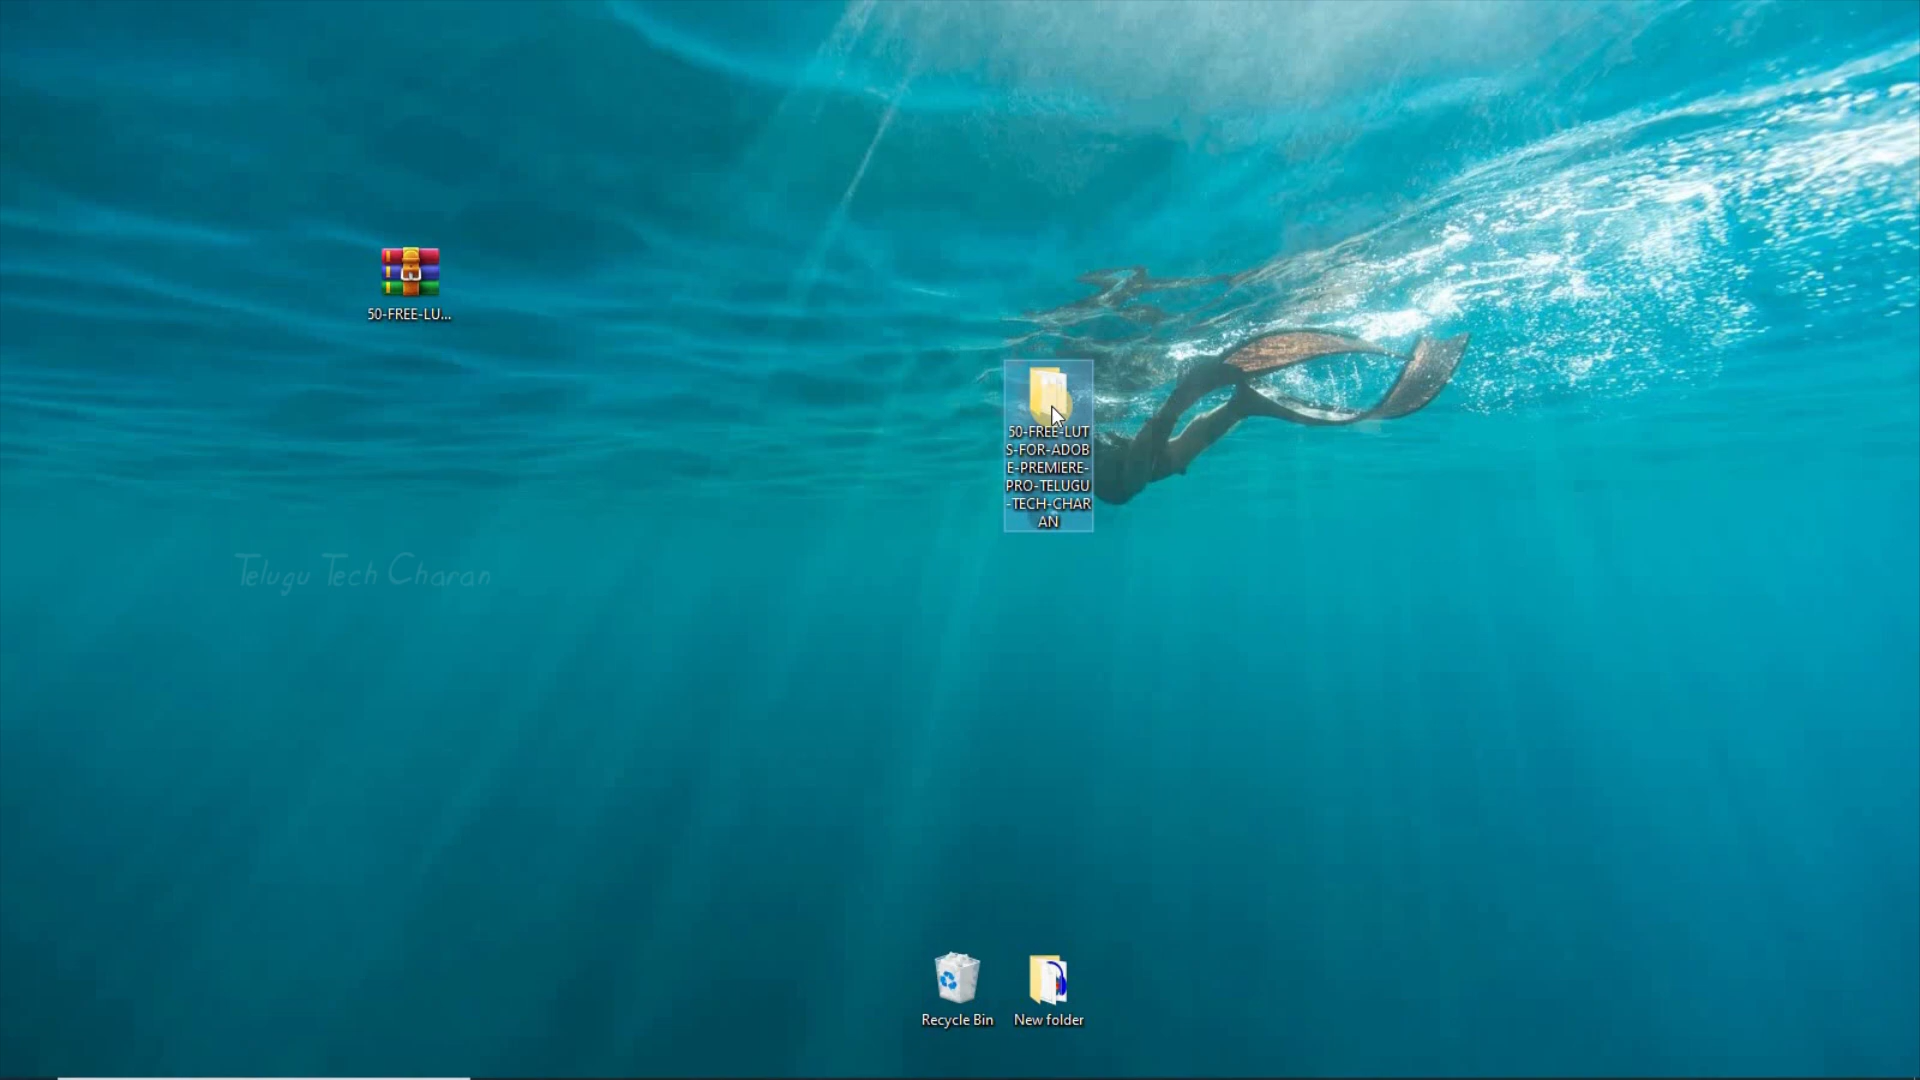 50-FREE-LU...
50-FREE-LUT
S-FOR-ADOB
E-PREMIERE-
PRO-TELUGU
-TECH-CHAR
AN
Telugu Tech Charan
Recycle Bin
New folder